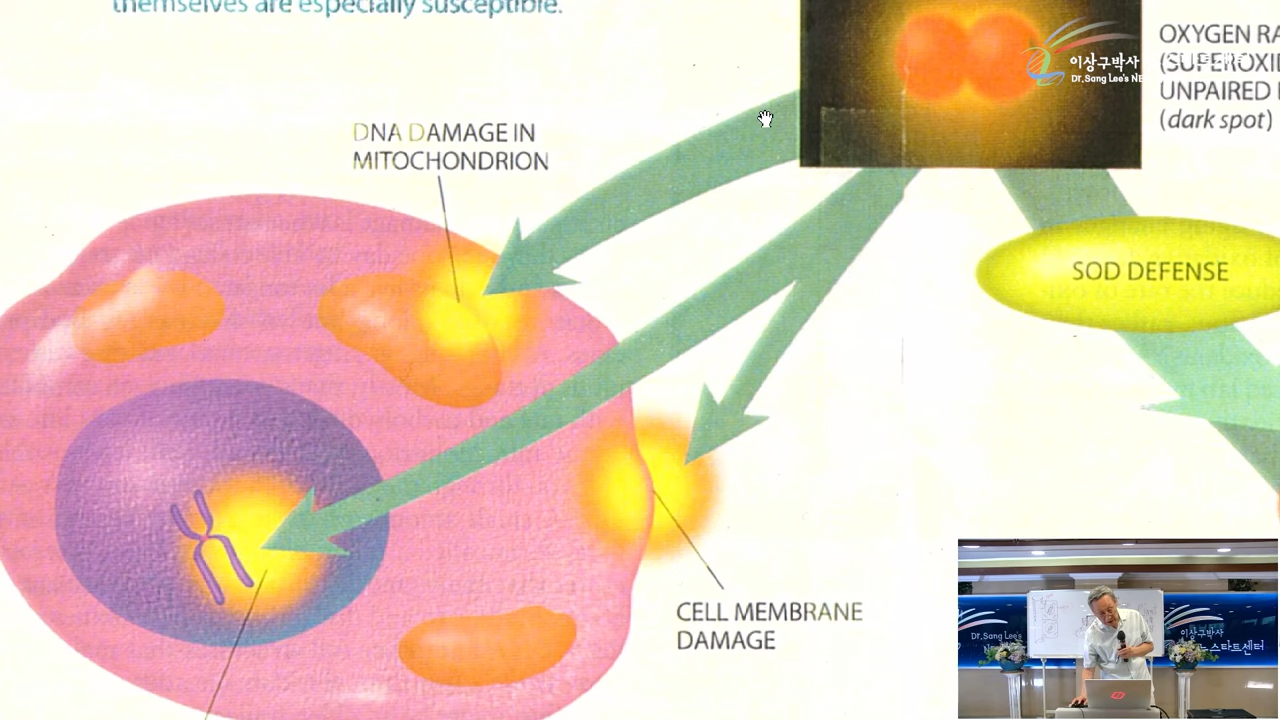 themselves are especially susceptible.
이상구박사
Dr.Sang Lee's NE
OXYGEN RA
(SUPEROXID
UNPAIRED
(dark spot)
DNA DAMAGE IN
MITOCHONDRION
SOD DEFENSE
CELL MEMBRANE
DAMAGE
Dr.Sang Lee's
이상구박사
스타트센터